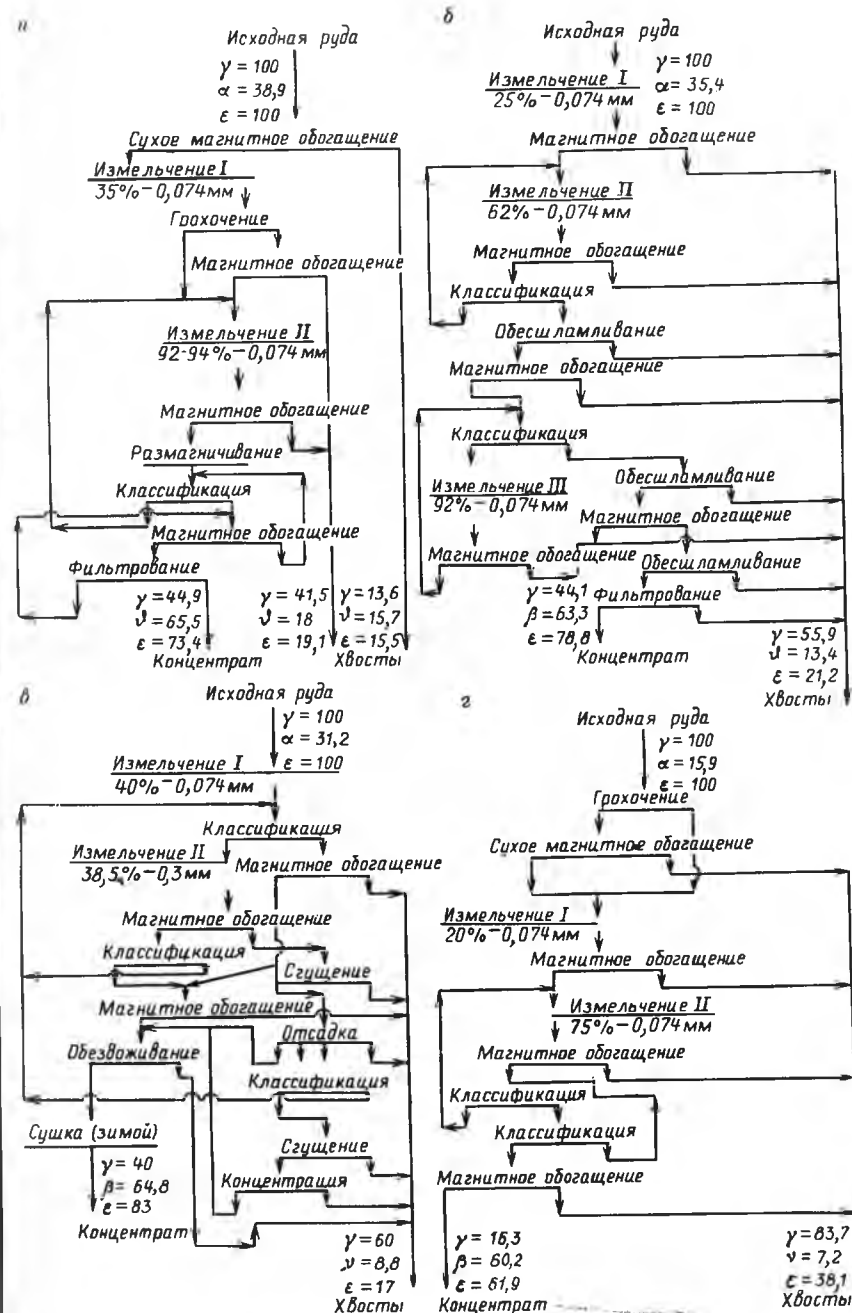 а
Исходная руда
γ = 100
α = 38,9
ε = 100
Сухое магнитное обогащение
Измельчение I
35%-0,074 мм
Грохочение
Магнитное обогащение
Измельчение II
92-94%-0,074 мм
Магнитное обогащение
Размагничивание
Классификация
Магнитное обогащение
Фильтрование
γ=44,9
ϑ=65,5
ε=73,4
Концентрат
γ=41,5
ϑ=18
ε=19,1
γ=13,6
ϑ=15,7
ε=15,5
Хвосты
б
Исходная руда
γ=100
α=35,4
ε=100
Измельчение I
25%-0,074 мм
Магнитное обогащение
Измельчение II
62%-0,074 мм
Магнитное обогащение
Классификация
Обесшламливание
Магнитное обогащение
Классификация
Измельчение III
92%-0,074 мм
Обесшламливание
Магнитное обогащение
Магнитное обогащение
Обесшламливание
Фильтрование
γ=44,1
β=63,3
ε=78,8
Концентрат
γ=55,9
ϑ=13,4
ε=21,2
Хвосты
в
Исходная руда
γ=100
α=31,2
ε=100
Измельчение I
40%-0,074 мм
Классификация
Измельчение II
38,5%-0,3 мм
Магнитное обогащение
Магнитное обогащение
Классификация
Сгущение
Магнитное обогащение
Отсадка
Обезвоживание
Классификация
Сушка (зимой)
Сгущение
Концентрация
γ=40
β=64,8
ε=83
Концентрат
γ=60
ν=8,8
ε=17
Хвосты
г
Исходная руда
γ=100
α=15,9
ε=100
Грохочение
Сухое магнитное обогащение
Измельчение I
20%-0,074 мм
Магнитное обогащение
Измельчение II
75%-0,074 мм
Магнитное обогащение
Классификация
Классификация
Магнитное обогащение
γ=16,3
β=60,2
ε=61,9
Концентрат
γ=83,7
ν=7,2
ε=38,1
Хвосты